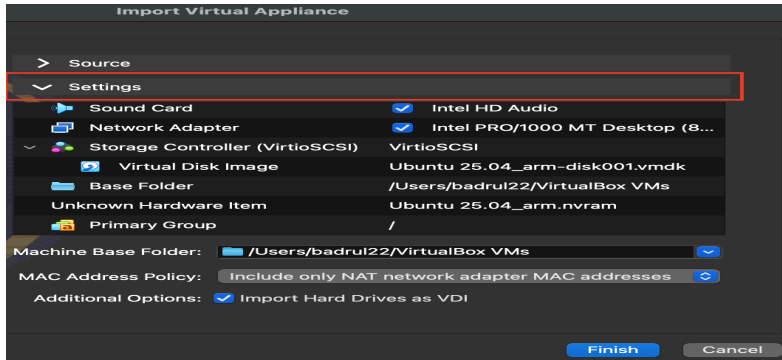 Import Virtual Appliance
Source
Settings
Sound Card Intel HD Audio
Network Adapter Intel PRO/1000 MT Desktop (8...
Storage Controller (VirtioSCSI) VirtioSCSI
Virtual Disk Image Ubuntu 25.04_arm-disk001.vmdk
Base Folder /Users/badrul22/VirtualBox VMs
Unknown Hardware Item Ubuntu 25.04_arm.nvram
Primary Group /
Machine Base Folder: /Users/badrul22/VirtualBox VMs
MAC Address Policy: Include only NAT network adapter MAC addresses
Additional Options: Import Hard Drives as VDI
Finish Cancel